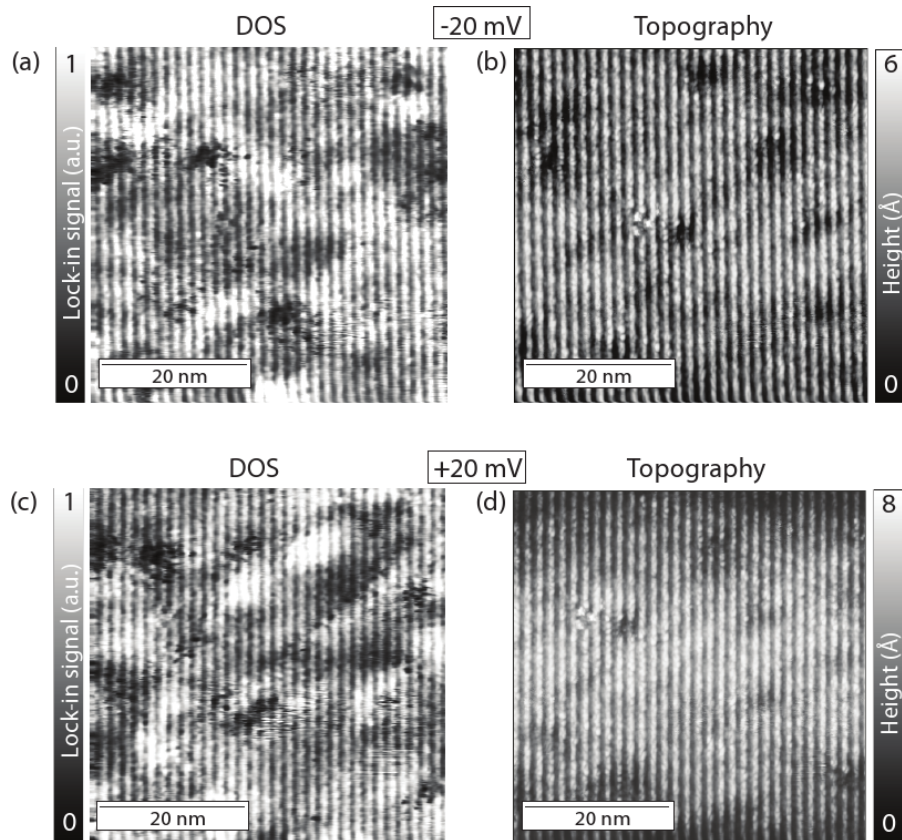 DOS
-20 mV
Topography
(a)
1
Lock-in signal (a.u.)
0
20 nm
(b)
6
Height (Å)
0
20 nm
DOS
+20 mV
Topography
(c)
1
Lock-in signal (a.u.)
0
20 nm
(d)
8
Height (Å)
0
20 nm